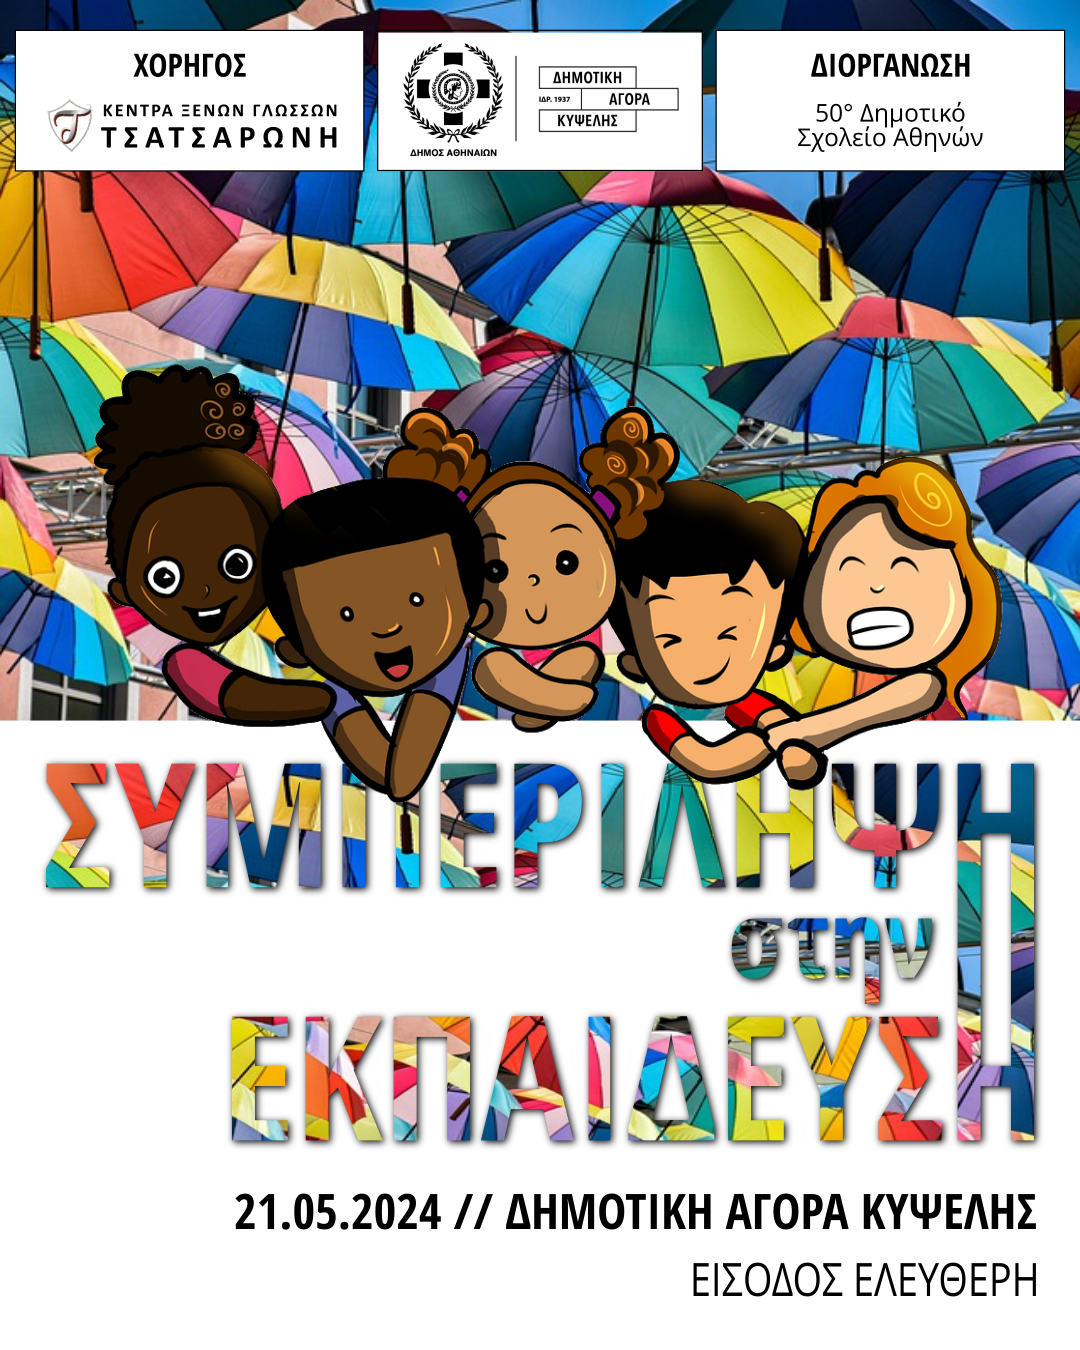 ΧΟΡΗΓΟΣ
ΚΕΝΤΡΑ ΞΕΝΩΝ ΓΛΩΣΣΩΝ
ΤΣΑΤΣΑΡΩΝΗ
ΔΗΜΟΣ ΑΘΗΝΑΙΩΝ
ΔΗΜΟΤΙΚΗ
ΙΔΡ. 1937 ΑΓΟΡΑ
ΚΥΨΕΛΗΣ
ΔΙΟΡΓΑΝΩΣΗ
50° Δημοτικό
Σχολείο Αθηνών
ΣΥΜΠΕΡΙΛΗΨΗ
στην
ΕΚΠΑΙΔΕΥΣΗ
21.05.2024 // ΔΗΜΟΤΙΚΗ ΑΓΟΡΑ ΚΥΨΕΛΗΣ
ΕΙΣΟΔΟΣ ΕΛΕΥΘΕΡΗ